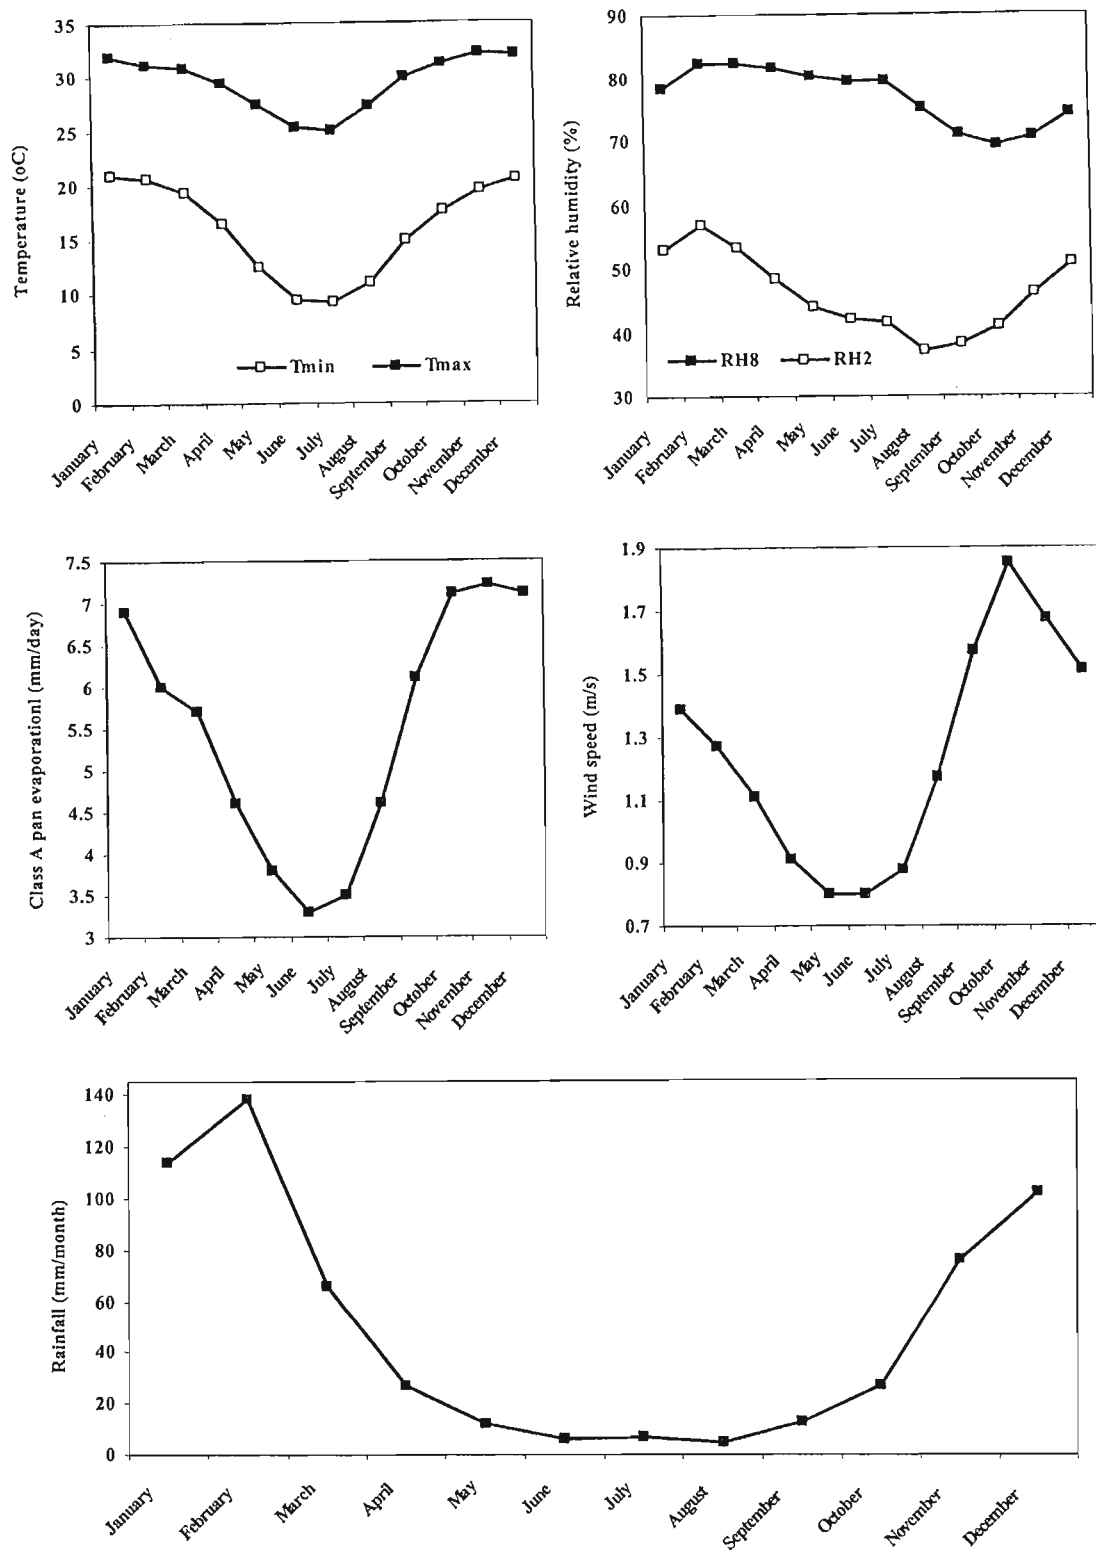 35
30
25
20
15
10
5
0
Temperature (oC)
Tmin
Tmax
January
February
March
April
May
June
July
August
September
October
November
December
90
80
70
60
50
40
30
Relative humidity (%)
RH8
RH2
January
February
March
April
May
June
July
August
September
October
November
December
7.5
7
6.5
6
5.5
5
4.5
4
3.5
3
Class A pan evaporationl (mm/day)
January
February
March
April
May
June
July
August
September
October
November
December
1.9
1.7
1.5
1.3
1.1
0.9
0.7
Wind speed (m/s)
January
February
March
April
May
June
July
August
September
October
November
December
140
120
100
80
60
40
20
0
Rainfall (mm/month)
January
February
March
April
May
June
July
August
September
October
November
December